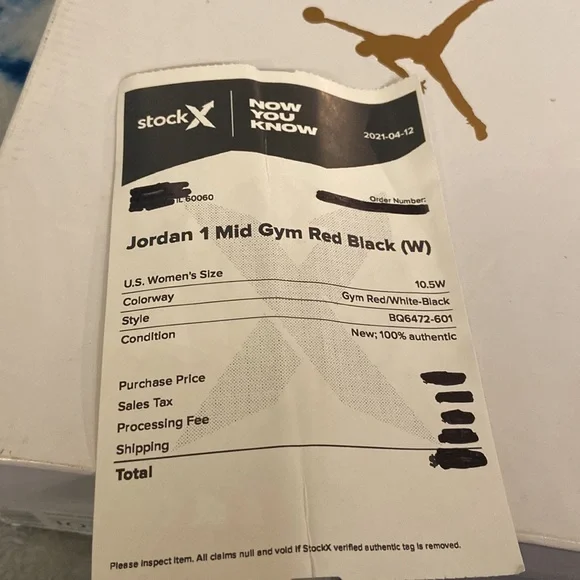 stockX
NOW
YOU
KNOW
2021-04-12
IL 60060
Order Number:
Jordan 1 Mid Gym Red Black (W)
U.S. Women's Size 10.5W
Colorway Gym Red/White-Black
Style BQ6472-601
Condition New; 100% authentic
Purchase Price
Sales Tax
Processing Fee
Shipping
Total
Please inspect item. All claims null and void if StockX verified authentic tag is removed.